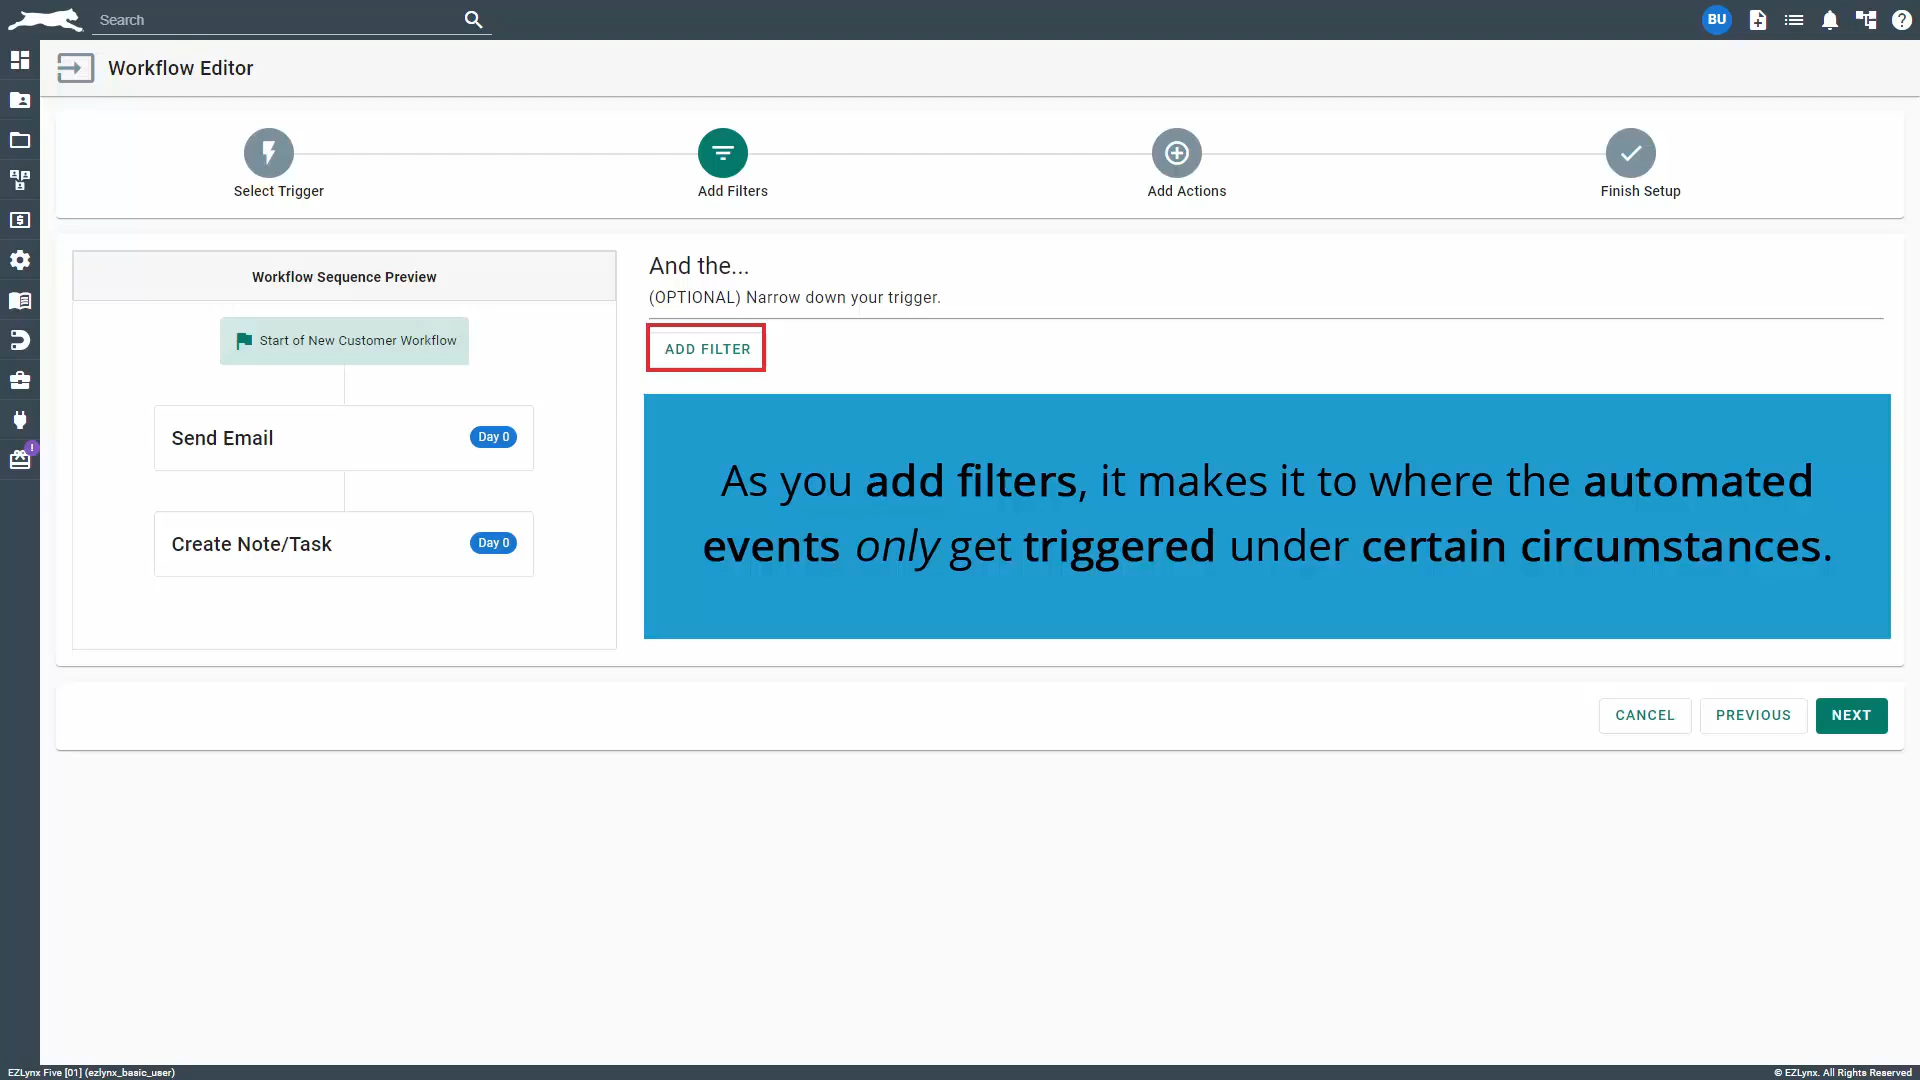 Search
BU
Workflow Editor
Select Trigger
Add Filters
Add Actions
Finish Setup
Workflow Sequence Preview
Start of New Customer Workflow
Send Email
Day 0
Create Note/Task
Day 0
And the...
(OPTIONAL) Narrow down your trigger.
ADD FILTER
As you add filters, it makes it to where the automated
events only get triggered under certain circumstances.
CANCEL
PREVIOUS
NEXT
EZLynx Five [01] (ezlynx_basic_user)
© EZLynx. All Rights Reserved